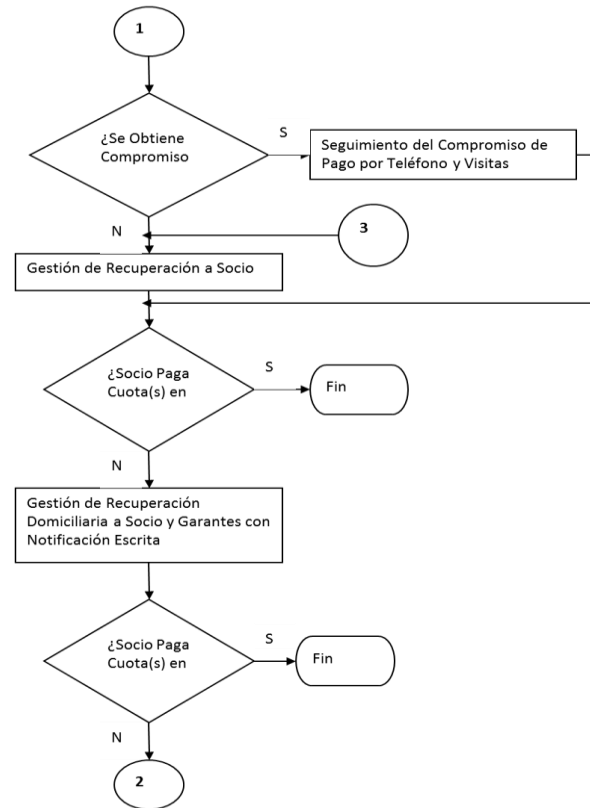 1
¿Se Obtiene
Compromiso
S
Seguimiento del Compromiso de
Pago por Teléfono y Visitas
N
3
Gestión de Recuperación a Socio
¿Socio Paga
Cuota(s) en
S
Fin
N
Gestión de Recuperación
Domiciliaria a Socio y Garantes con
Notificación Escrita
¿Socio Paga
Cuota(s) en
S
Fin
N
2